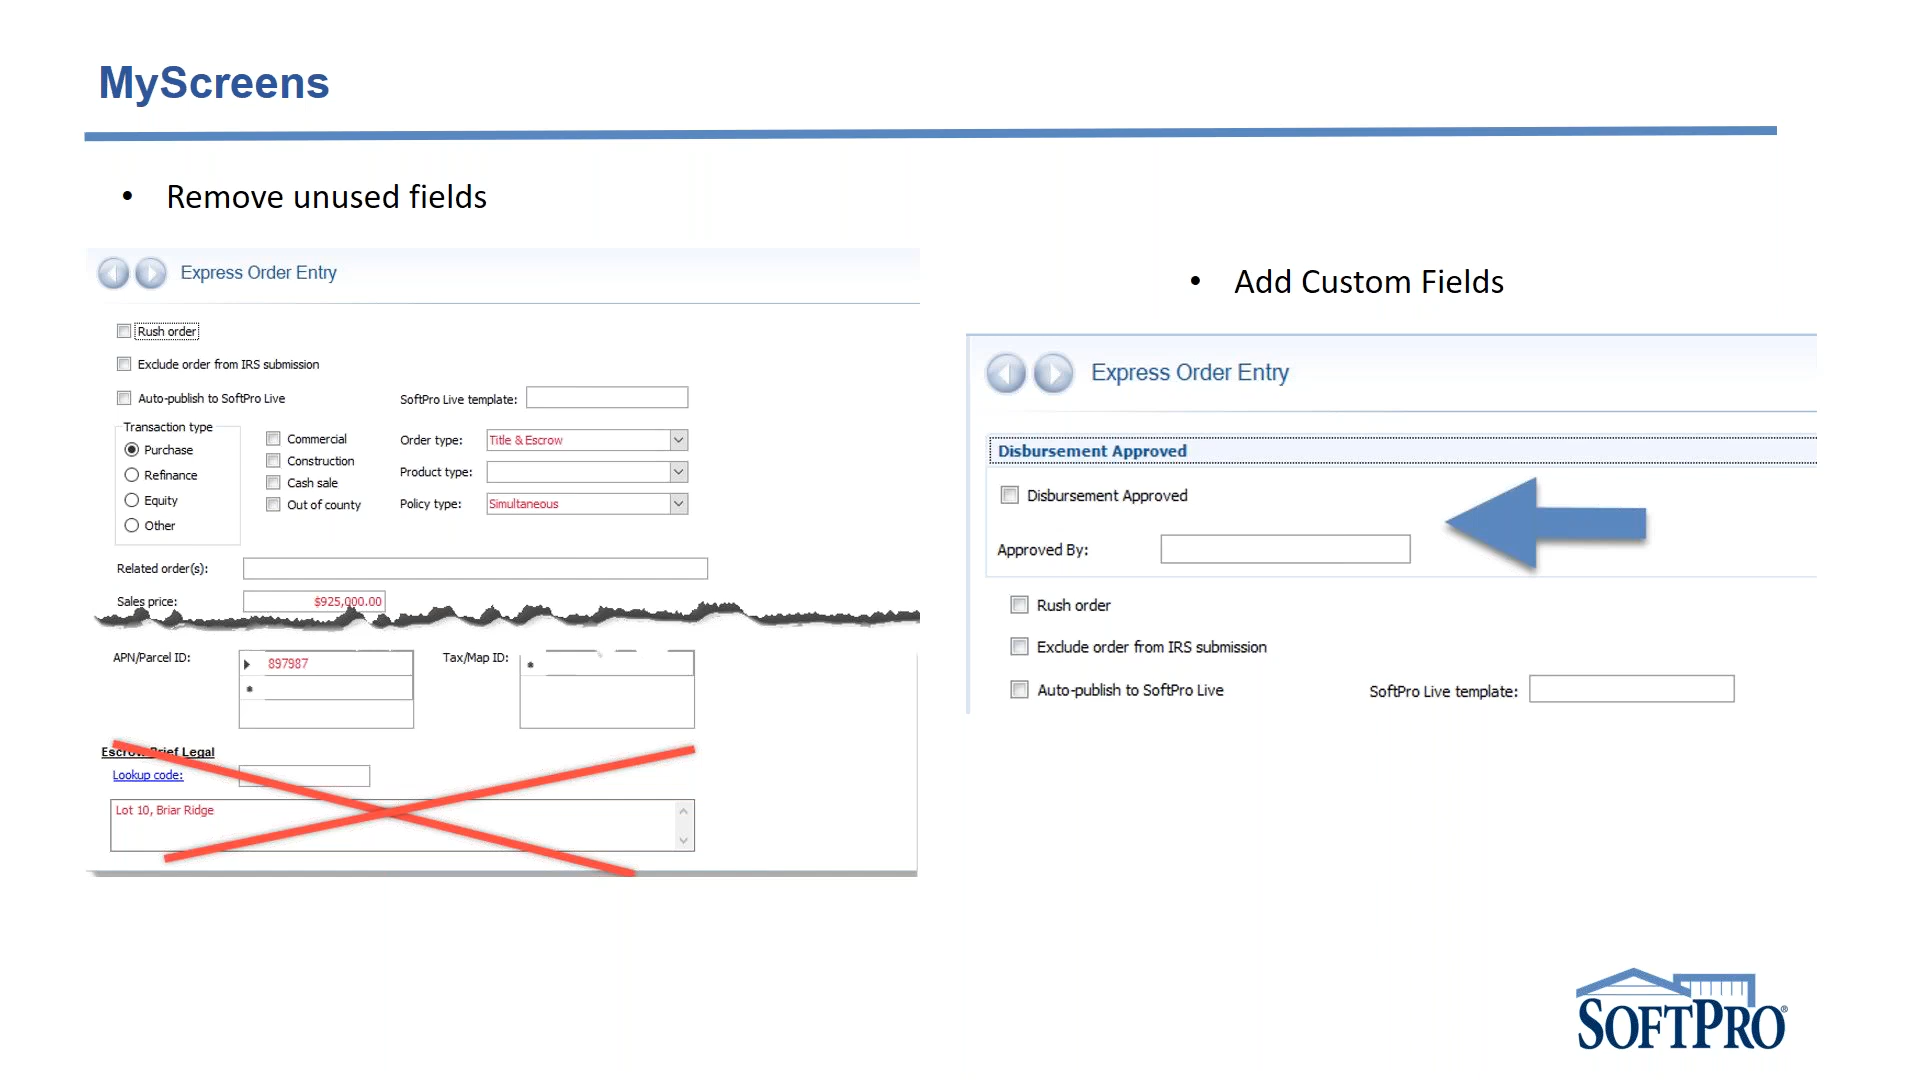 MyScreens
• Remove unused fields
Express Order Entry
Rush order
Exclude order from IRS submission
Auto-publish to SoftPro Live
SoftPro Live template:
Transaction type
Purchase
Refinance
Equity
Other
Commercial
Construction
Cash sale
Out of county
Order type: Title & Escrow
Product type:
Policy type: Simultaneous
Related order(s):
Sales price: $925,000.00
APN/Parcel ID: 897987
Tax/Map ID:
Escrow Brief Legal
Lookup code:
Lot 10, Briar Ridge
• Add Custom Fields
Express Order Entry
Disbursement Approved
Disbursement Approved
Approved By:
Rush order
Exclude order from IRS submission
Auto-publish to SoftPro Live
SoftPro Live template:
SOFTPRO®